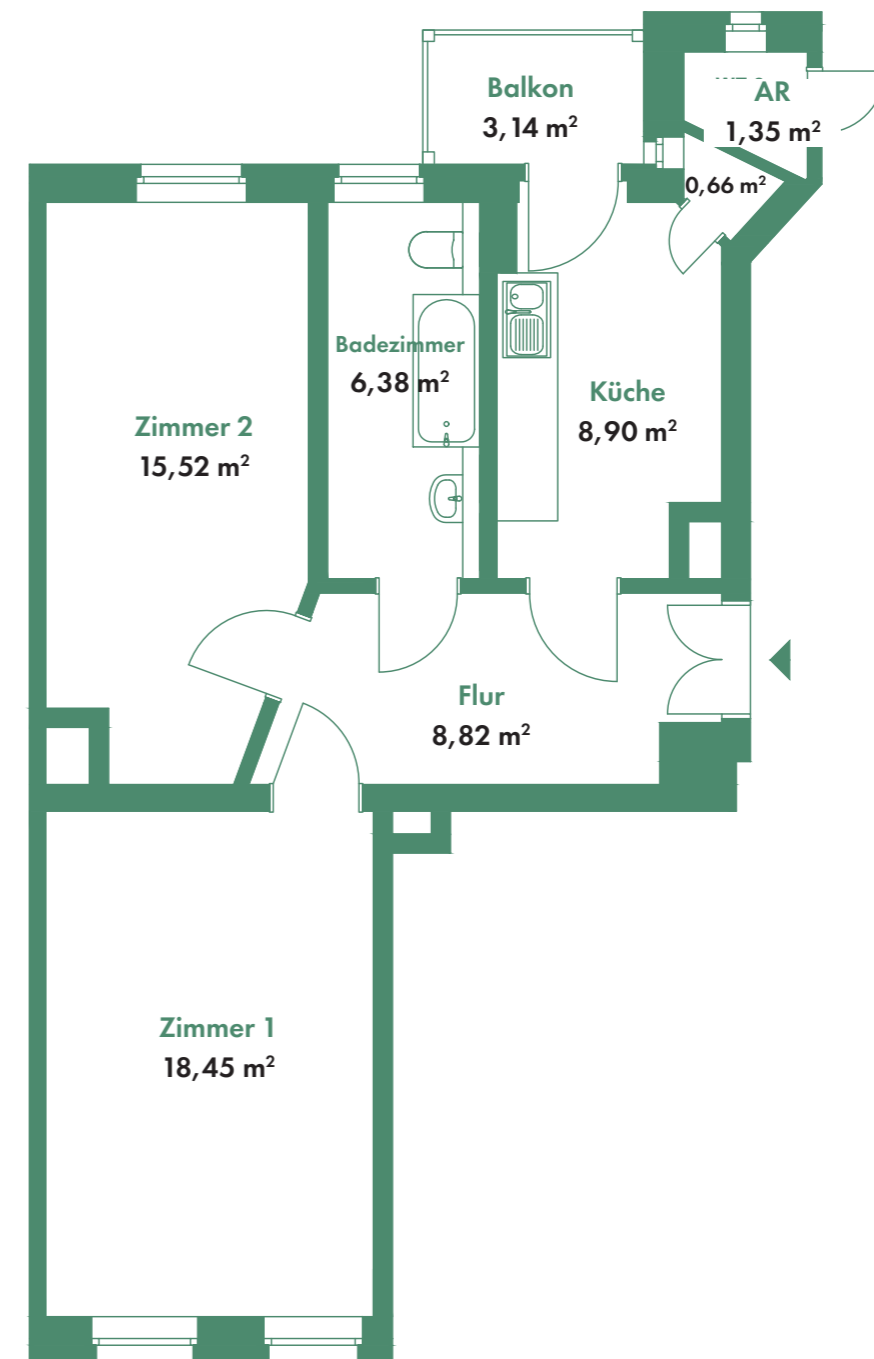 Balkon
3,14 m²
AR
1,35 m²
0,66 m²
Badezimmer
6,38 m²
Küche
8,90 m²
Zimmer 2
15,52 m²
Flur
8,82 m²
Zimmer 1
18,45 m²